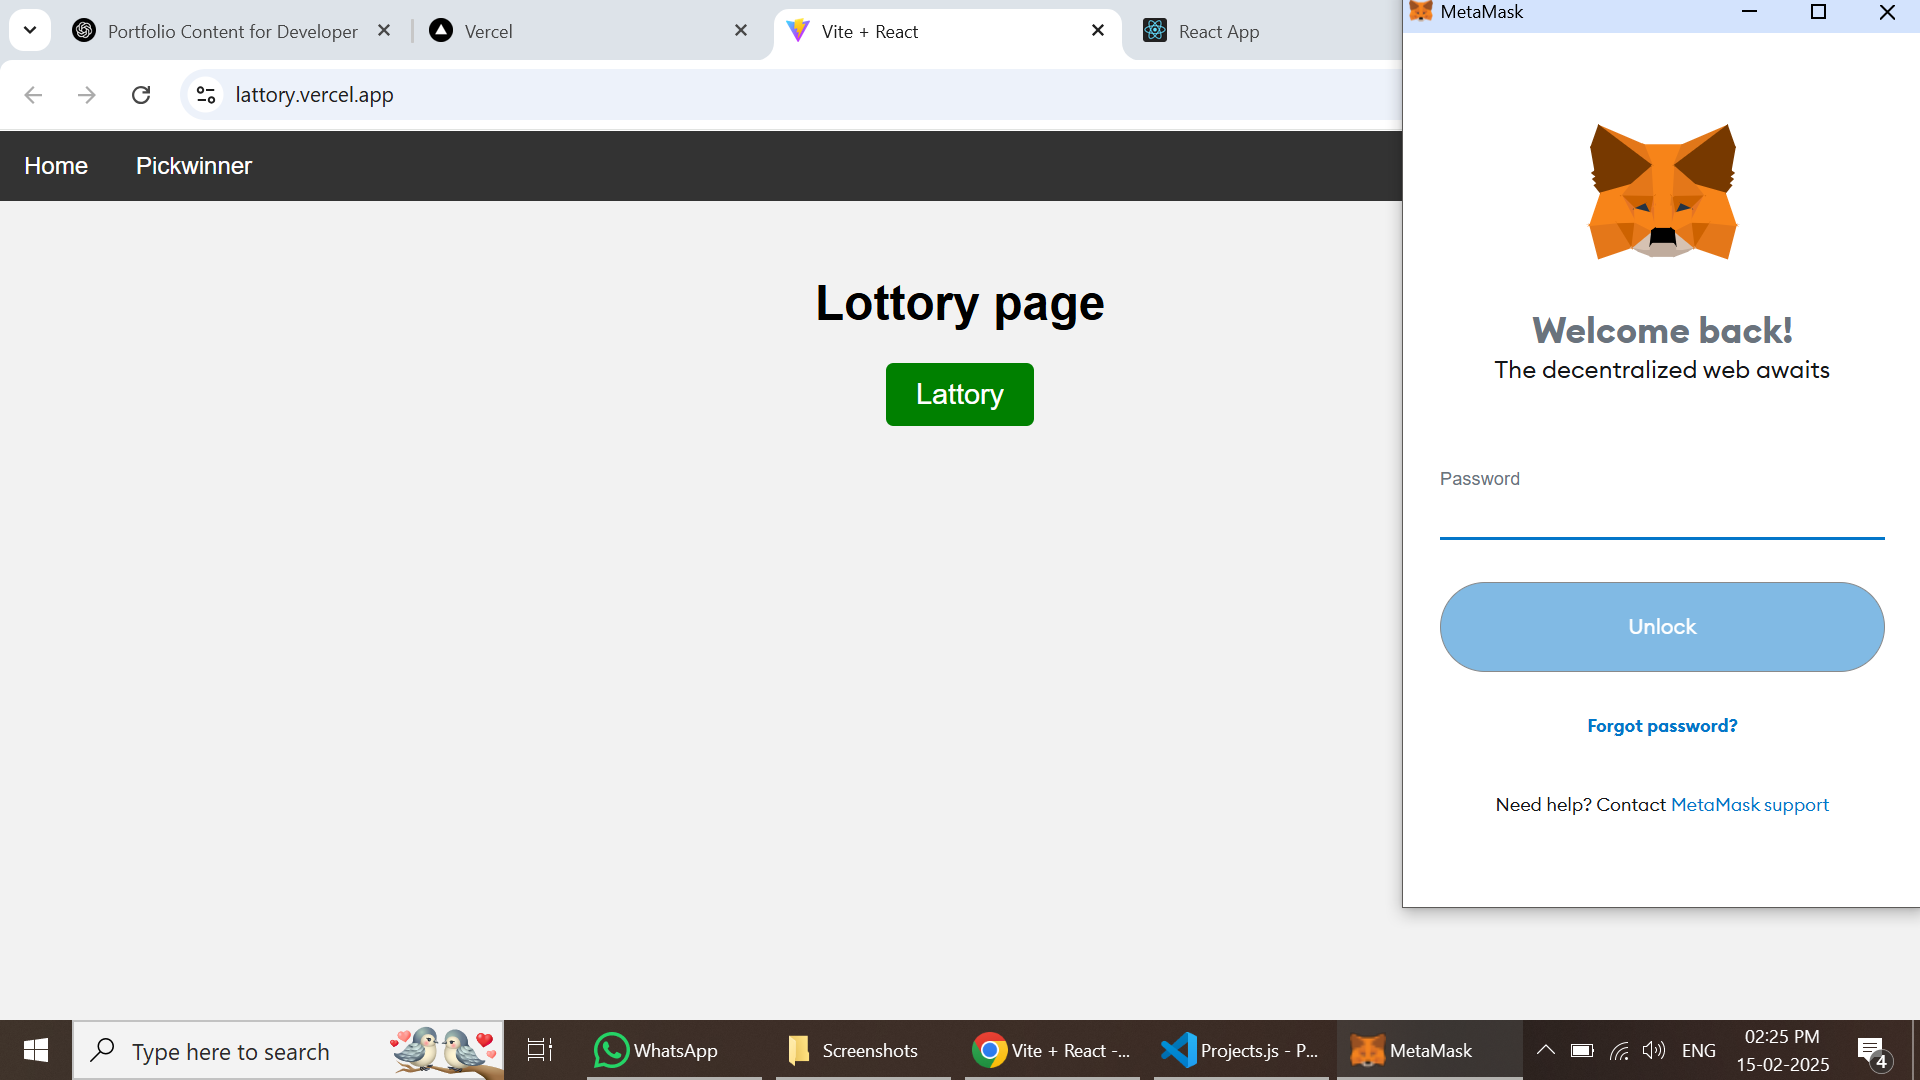 Portfolio Content for Developer
Vercel
Vite + React
React App
lattory.vercel.app
Home
Pickwinner
Lottory page
Lattory
MetaMask
Welcome back!
The decentralized web awaits
Password
Unlock
Forgot password?
Need help? Contact MetaMask support
Type here to search
WhatsApp
Screenshots
Vite + React -...
Projects.js - P...
MetaMask
ENG
02:25 PM
15-02-2025
4